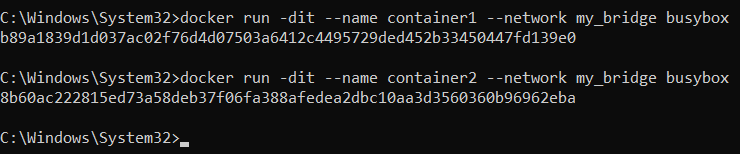 C:\Windows\System32>docker run -dit --name container1 --network my_bridge busybox
b89a1839d1d037ac02f76d4d07503a6412c4495729ded452b33450447fd139e0
C:\Windows\System32>docker run -dit --name container2 --network my_bridge busybox
8b60ac222815ed73a58deb37f06fa388afedea2dbc10aa3d3560360b96962eba
C:\Windows\System32>